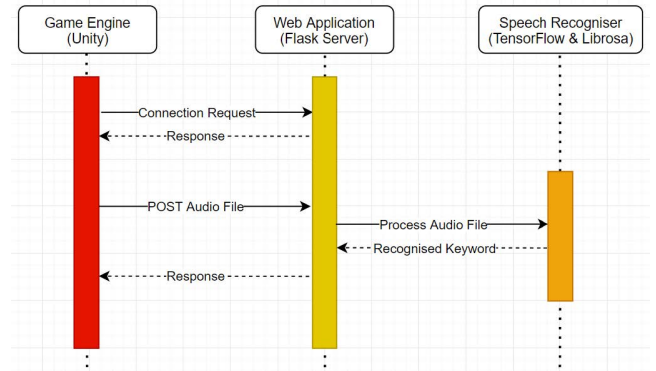 Game Engine
(Unity)
Web Application
(Flask Server)
Speech Recogniser
(TensorFlow & Librosa)
Connection Request
Response
POST Audio File
Process Audio File
Recognised Keyword
Response